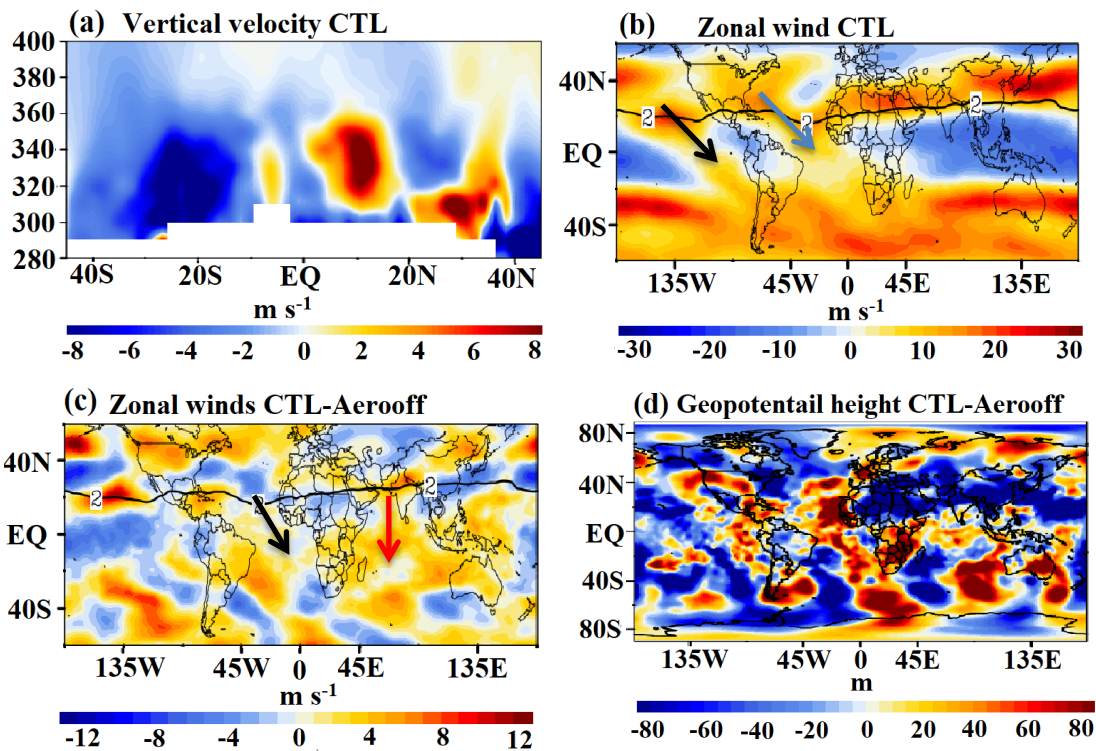 (a) Vertical velocity CTL
400
380
360
340
320
300
280
40S 20S EQ 20N 40N
m s-1
-8 -6 -4 -2 0 2 4 6 8
(b) Zonal wind CTL
40N
EQ
40S
2 2 2
135W 45W 0 45E 135E
m s-1
-30 -20 -10 0 10 20 30
(c) Zonal winds CTL-Aerooff
40N
EQ
40S
2 2
135W 45W 0 45E 135E
m s-1
-12 -8 -4 0 4 8 12
(d) Geopotentail height CTL-Aerooff
80N
40N
EQ
40S
80S
135W 45W 0 45E 135E
m
-80 -60 -40 -20 0 20 40 60 80